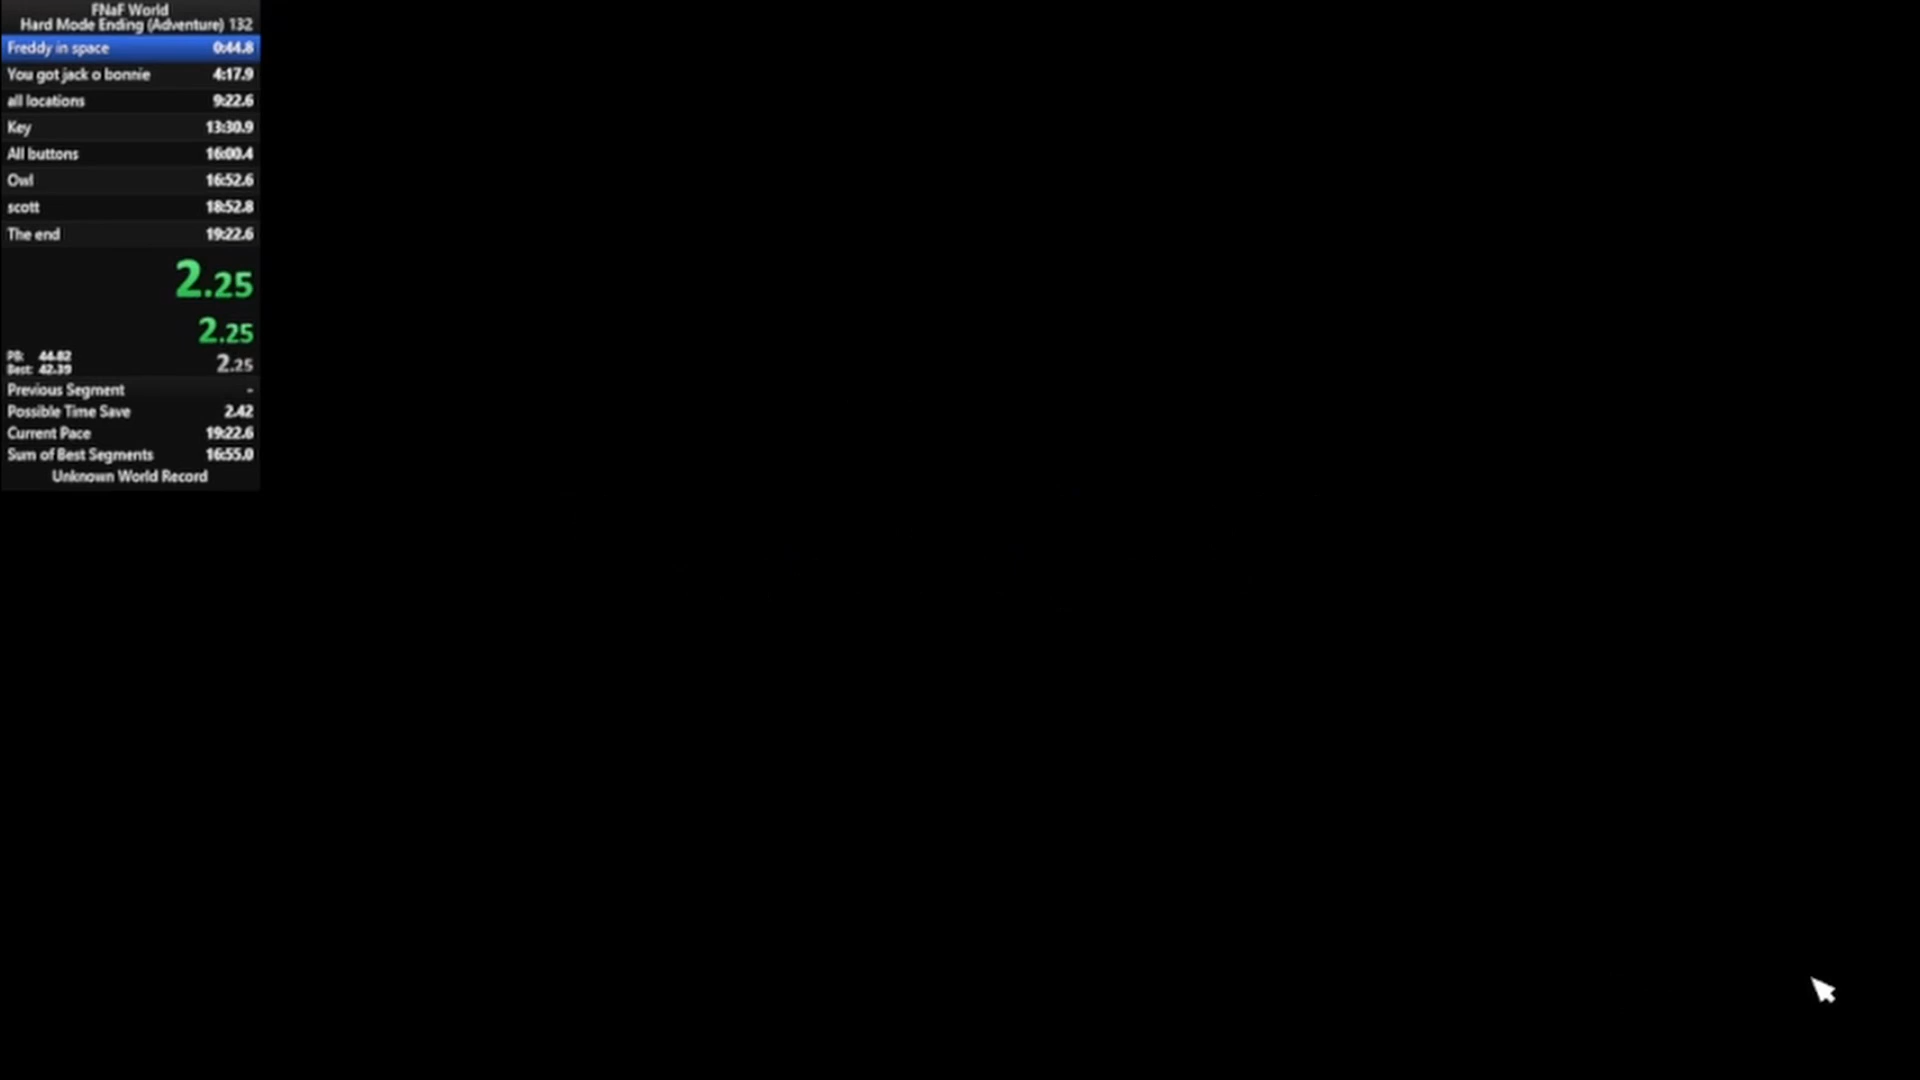 FNaF World
Hard Mode Ending (Adventure) 132
Freddy in space 0:44.8
You got jack o bonnie 4:17.9
all locations 9:22.6
Key 13:30.9
All buttons 16:00.4
Owl 16:52.6
scott 18:52.8
The end 19:22.6
2.25
2.25
PB: 44.82
Best: 42.39 2.25
Previous Segment -
Possible Time Save 2.42
Current Pace 19:22.6
Sum of Best Segments 16:55.0
Unknown World Record